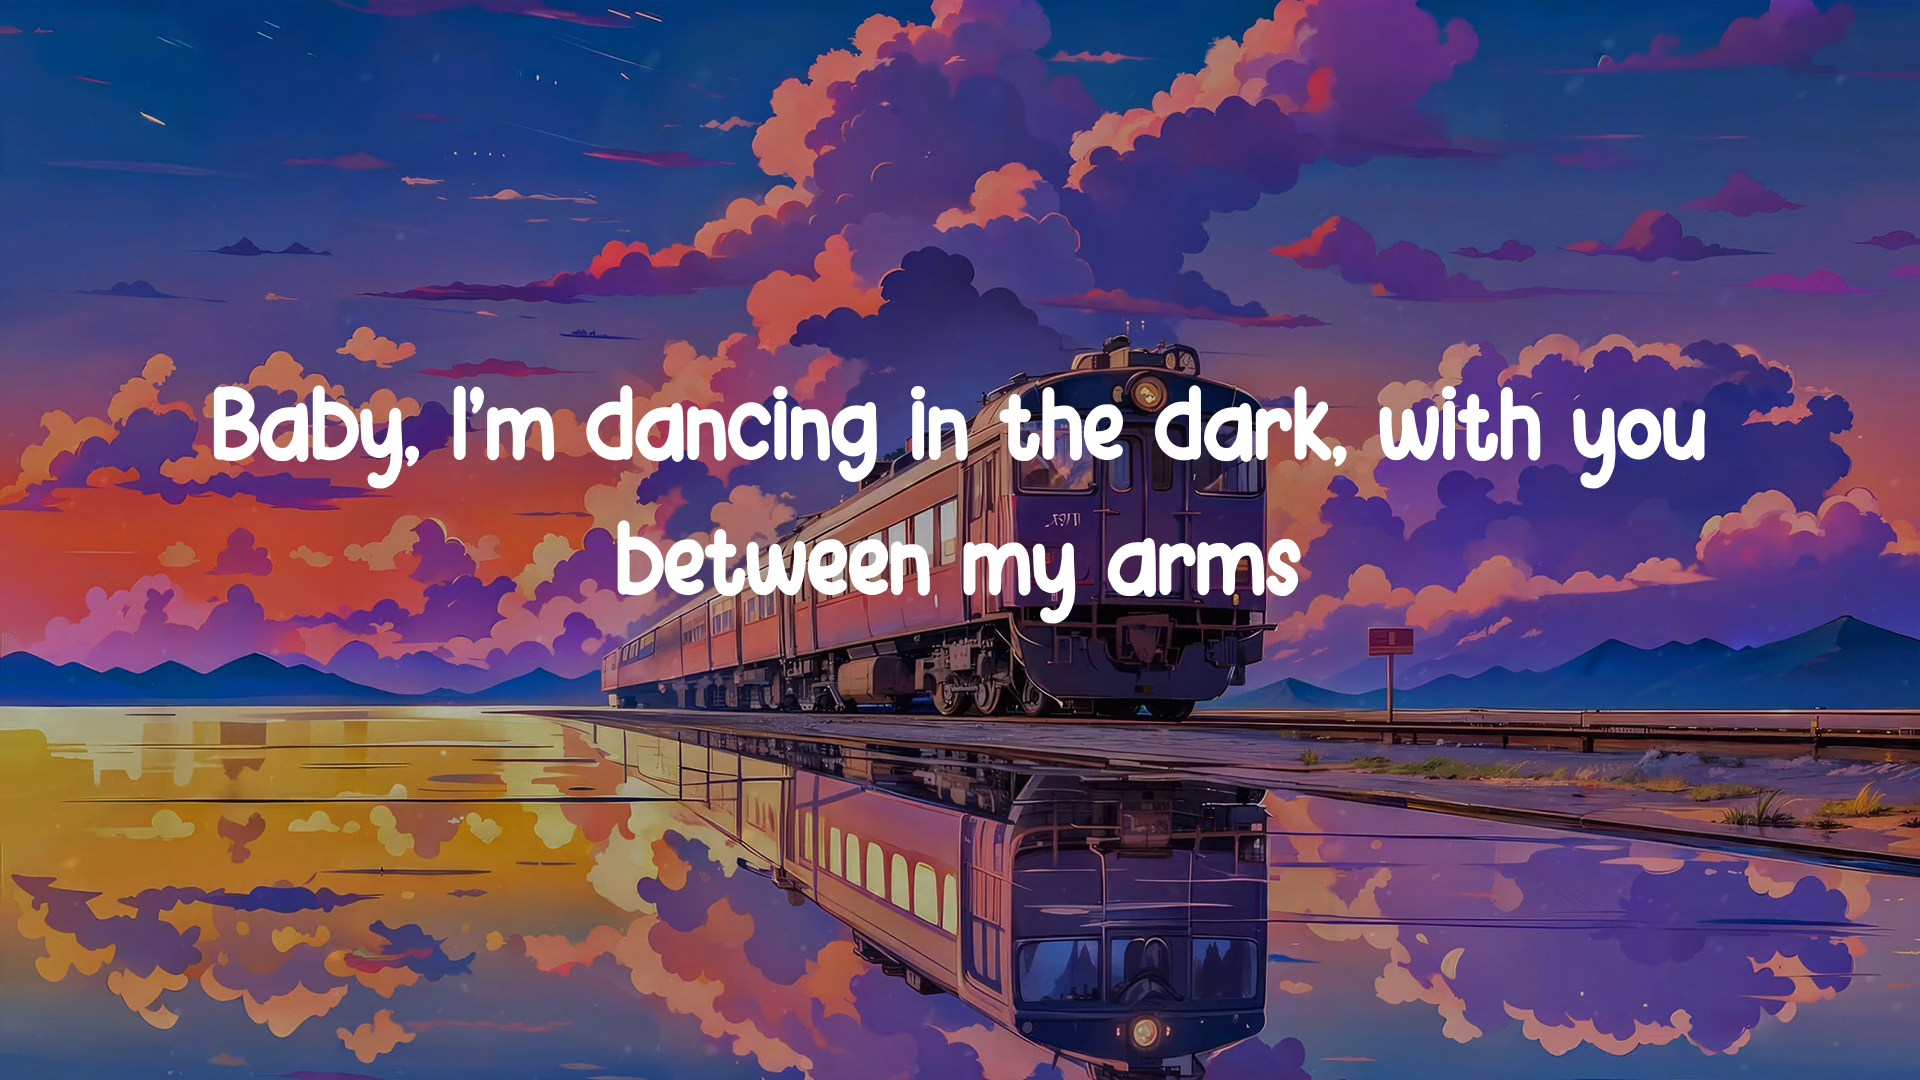 Baby, I'm dancing in the dark, with you
between my arms